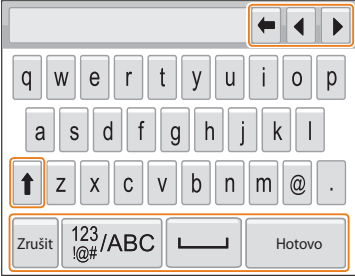 q w e r t y u i o p
a s d f g h j k l
z x c v b n m @ .
Zrušit 123 !@# /ABC Hotovo